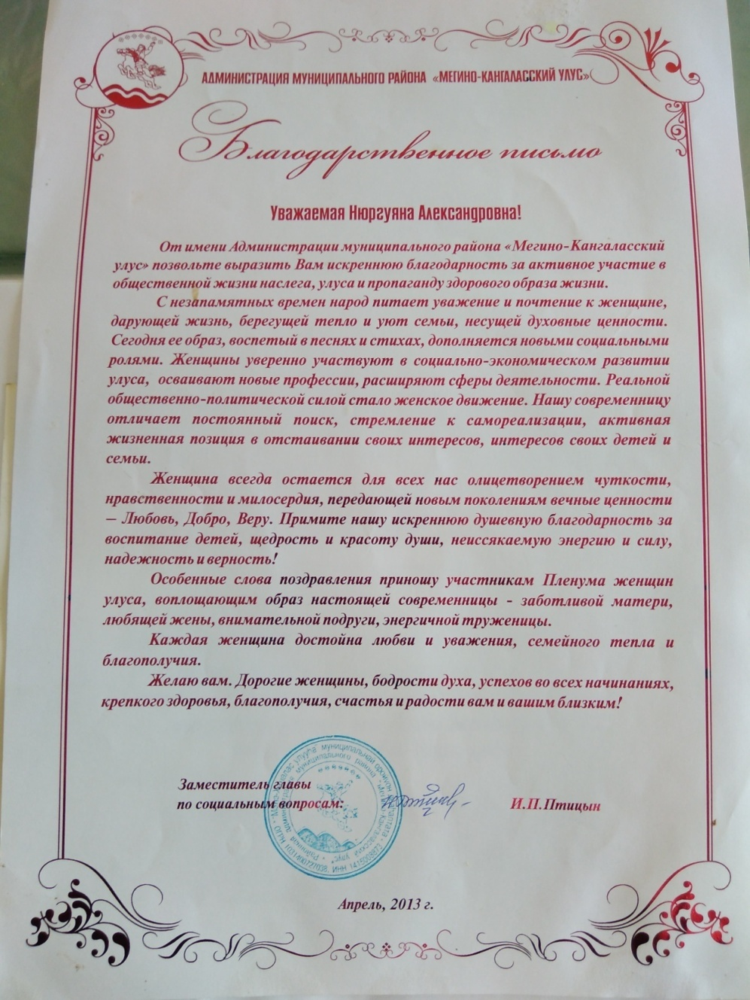 АДМИНИСТРАЦИЯ МУНИЦИПАЛЬНОГО РАЙОНА «МЕГИНО-КАНГАЛАССКИЙ УЛУС»
Благодарственное письмо
Уважаемая Нюргуяна Александровна!
От имени Администрации муниципального района «Мегино-Кангаласский
улус» позвольте выразить Вам искреннюю благодарность за активное участие в
общественной жизни наслега, улуса и пропаганду здорового образа жизни.
С незапамятных времен народ питает уважение и почтение к женщине,
дарующей жизнь, берегущей тепло и уют семьи, несущей духовные ценности.
Сегодня ее образ, воспетый в песнях и стихах, дополняется новыми социальными
ролями. Женщины уверенно участвуют в социально-экономическом развитии
улуса, осваивают новые профессии, расширяют сферы деятельности. Реальной
общественно-политической силой стало женское движение. Нашу современницу
отличает постоянный поиск, стремление к самореализации, активная
жизненная позиция в отстаивании своих интересов, интересов своих детей и
семьи.
Женщина всегда остается для всех нас олицетворением чуткости,
нравственности и милосердия, передающей новым поколениям вечные ценности
– Любовь, Добро, Веру. Примите нашу искреннюю душевную благодарность за
воспитание детей, щедрость и красоту души, неиссякаемую энергию и силу,
надежность и верность!
Особенные слова поздравления приношу участникам Пленума женщин
улуса, воплощающим образ настоящей современницы - заботливой матери,
любящей жены, внимательной подруги, энергичной труженицы.
Каждая женщина достойна любви и уважения, семейного тепла и
благополучия.
Желаю вам. Дорогие женщины, бодрости духа, успехов во всех начинаниях,
крепкого здоровья, благополучия, счастья и радости вам и вашим близким!
Заместитель главы
по социальным вопросам:
И.П.Птицын
Апрель, 2013 г.